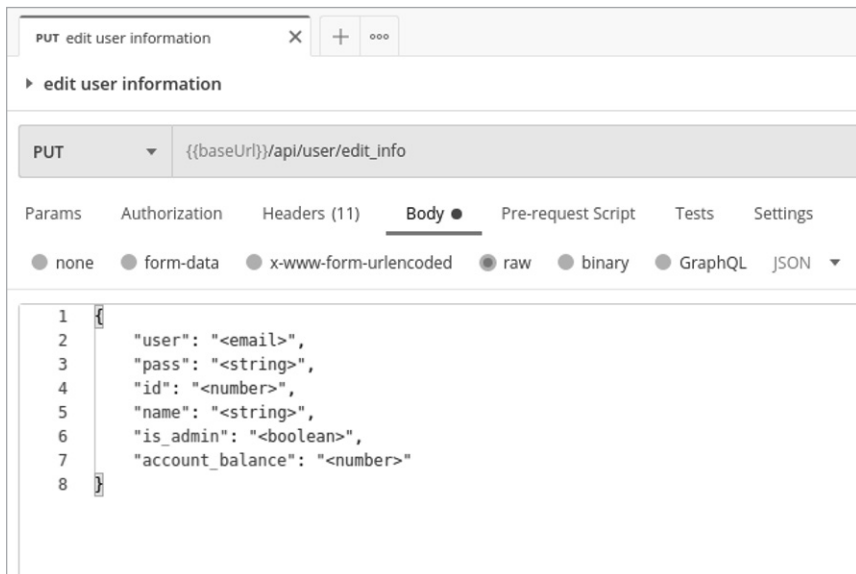 PUT edit user information
edit user information
PUT {{baseUrl}}/api/user/edit_info
Params Authorization Headers (11) Body Pre-request Script Tests Settings
none form-data x-www-form-urlencoded raw binary GraphQL JSON
1 {
2 "user": "<email>",
3 "pass": "<string>",
4 "id": "<number>",
5 "name": "<string>",
6 "is_admin": "<boolean>",
7 "account_balance": "<number>"
8 }